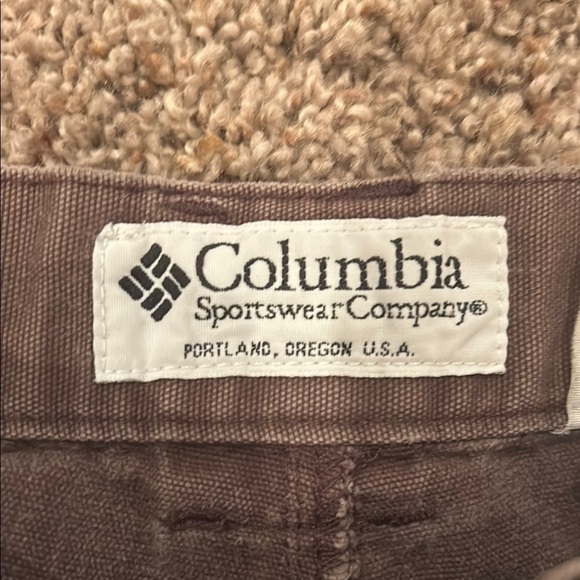 Columbia
Sportswear Company®
PORTLAND, OREGON U.S.A.